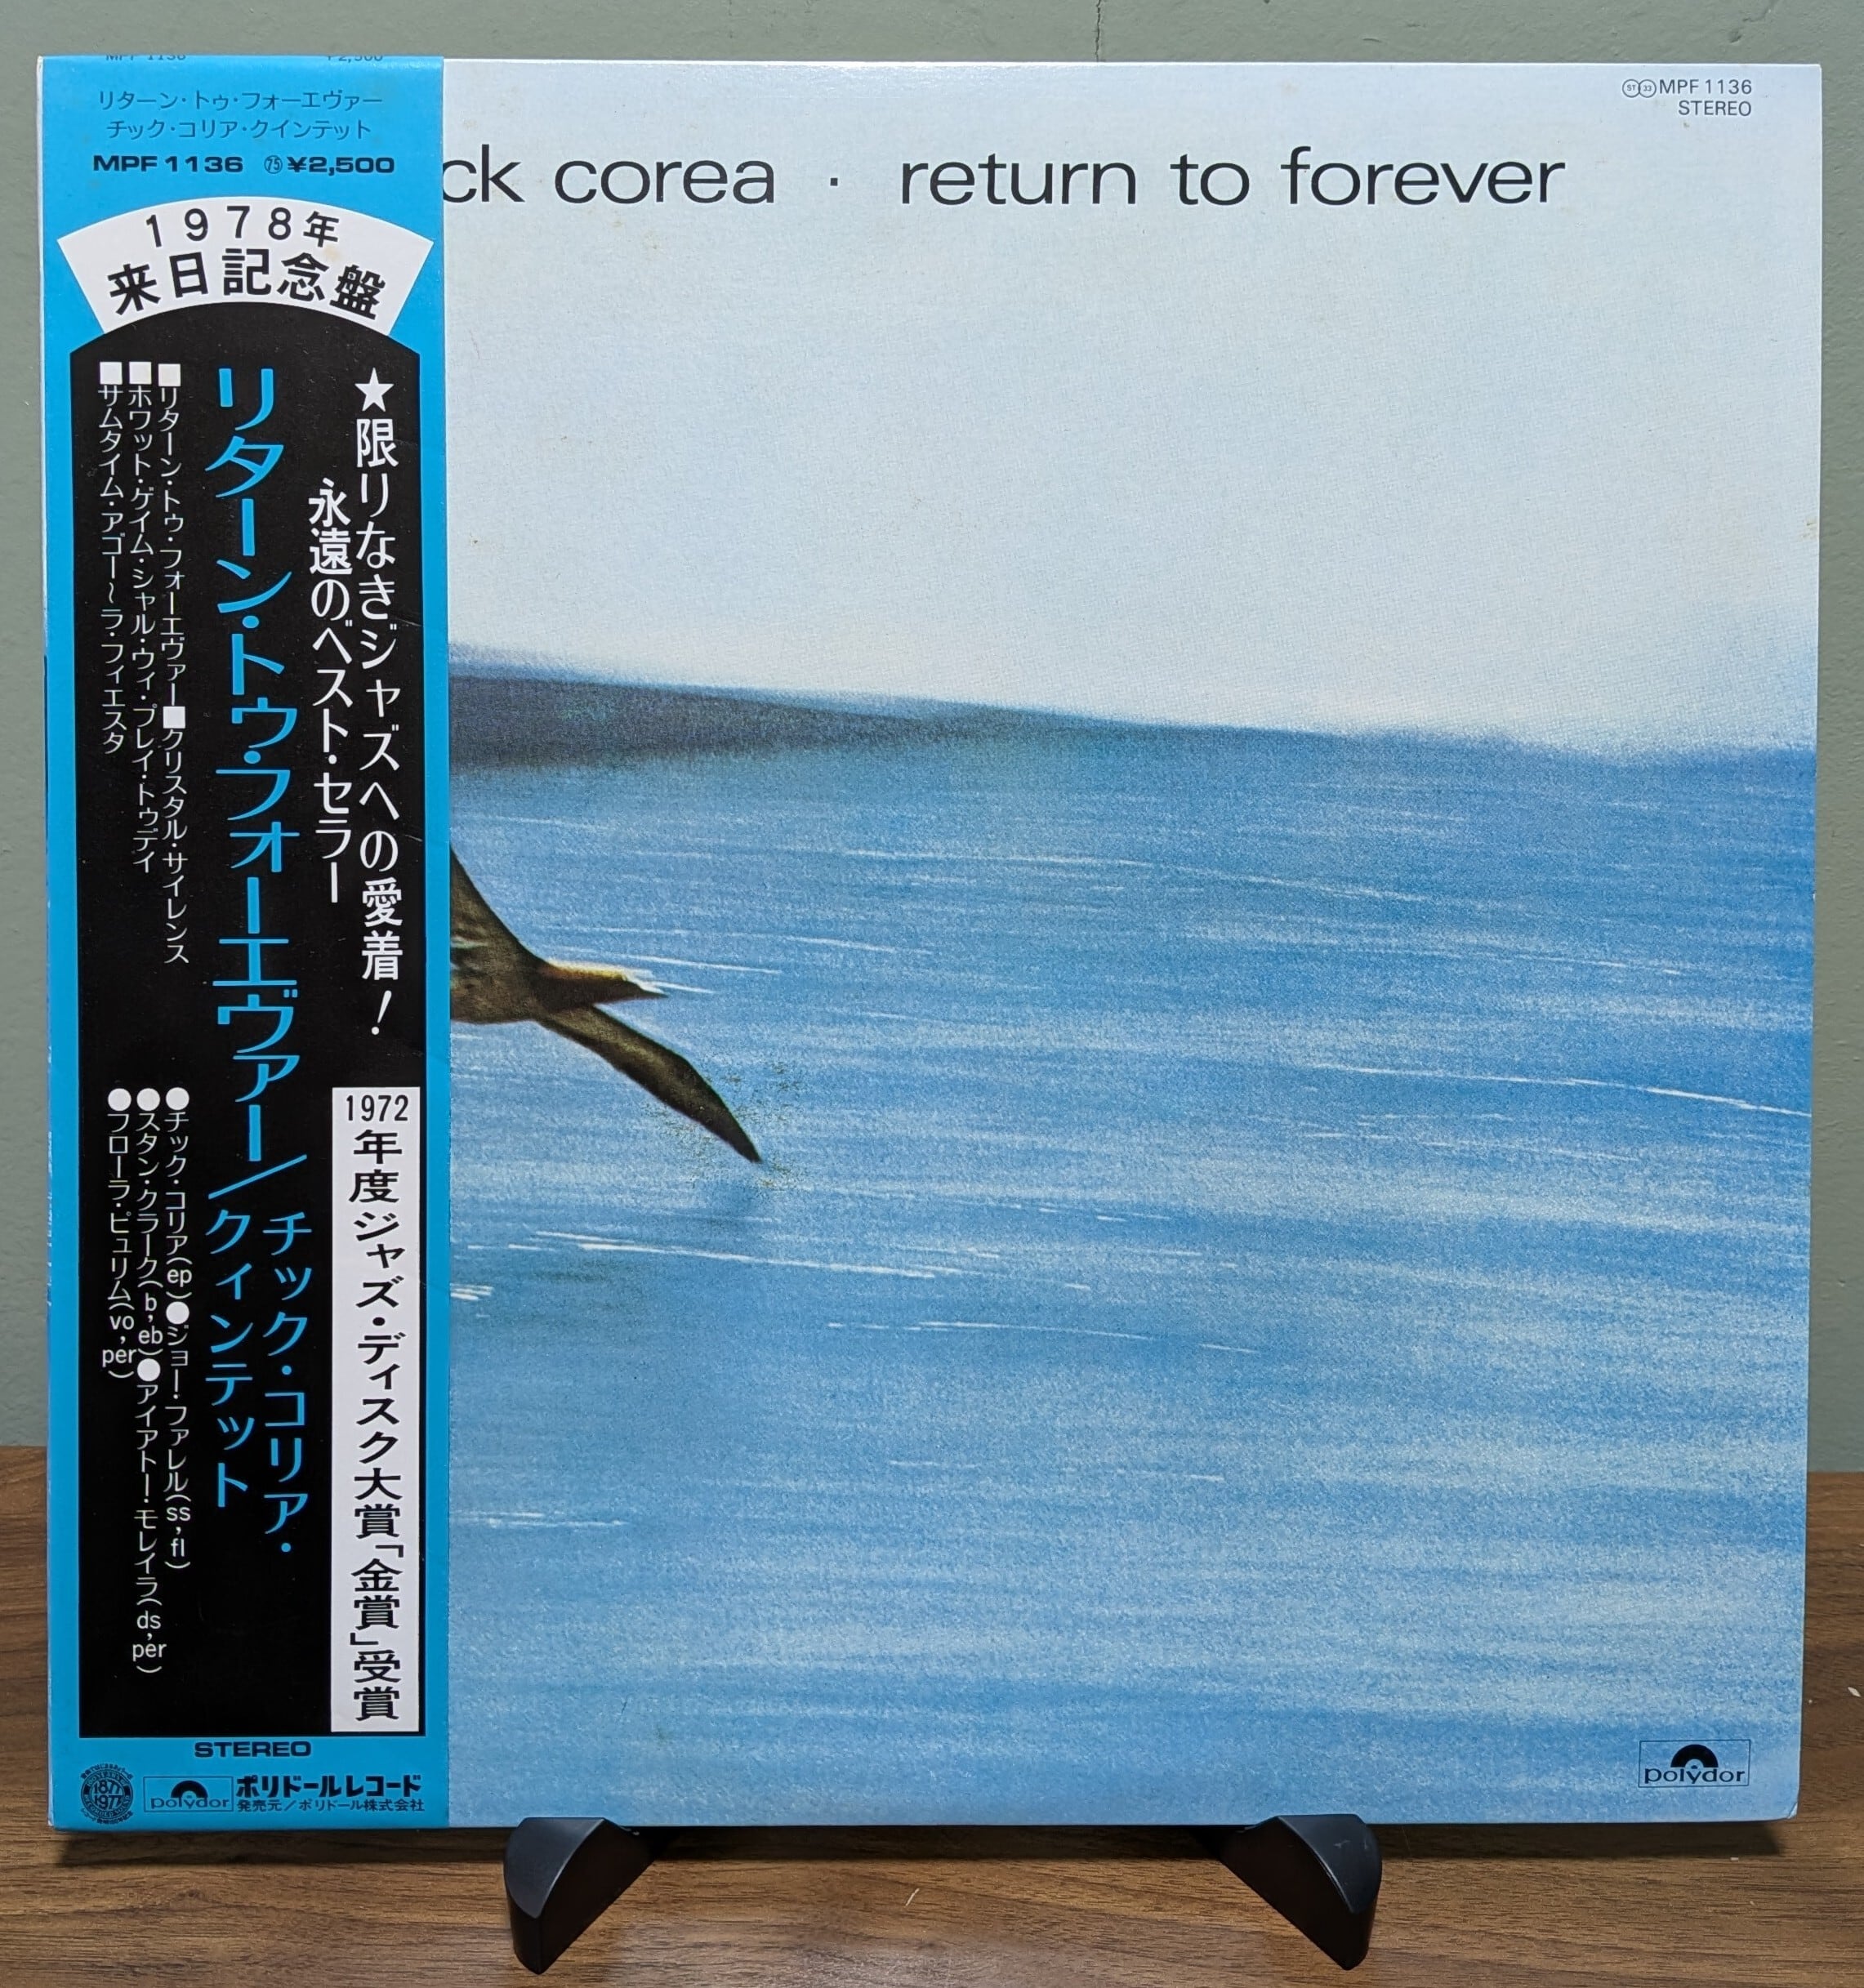 MPF 1136 ¥2,500
リターン・トゥ・フォーエヴァー
チック・コリア・クインテット
MPF 1136 ㊄¥2,500
1978年
来日記念盤
★限りなきジャズへの愛着!
永遠のベスト・セラー
1972年度ジャズ・ディスク大賞「金賞」受賞
リターン・トゥ・フォーエヴァー/チック・コリア・
クィンテット
■リターン・トゥ・フォーエヴァー■クリスタル・サイレンス
■ホワット・ゲイム・シャル・ウィ・プレイ・トゥデイ
■サムタイム・アゴー~ラ・フィエスタ
●チック・コリア(ep)●ジョー・ファレル(ss,fl)
●スタン・クラーク(b,eb)●アイアトー・モレイラ(ds,per)
●フローラ・ピュリム(vo,per)
STEREO
1877
1977
polydor
ポリドールレコード
発売元/ポリドール株式会社
ck corea · return to forever
ST 33 MPF 1136
STEREO
polydor